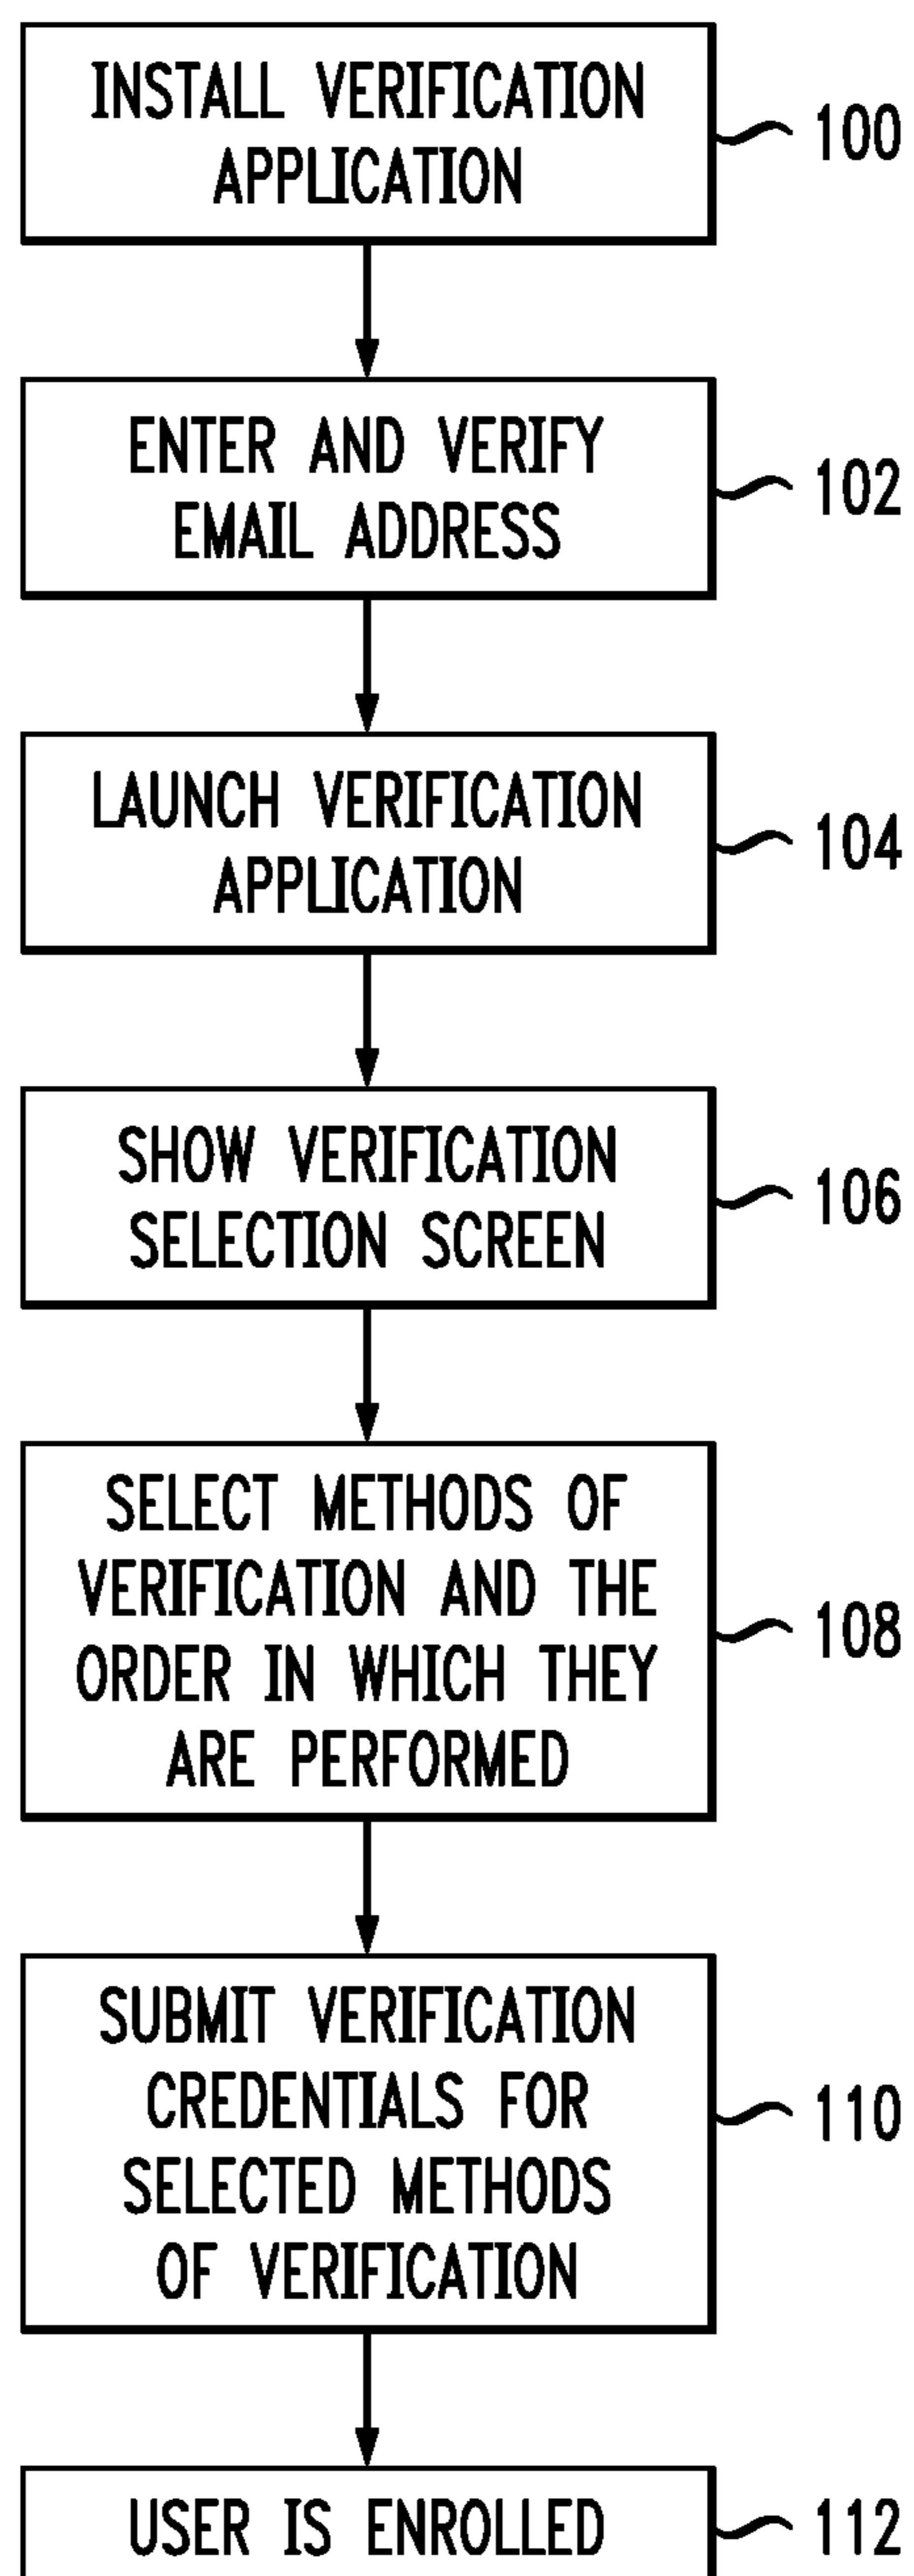 INSTALL VERIFICATION
APPLICATION
100
ENTER AND VERIFY
EMAIL ADDRESS
102
LAUNCH VERIFICATION
APPLICATION
104
SHOW VERIFICATION
SELECTION SCREEN
106
SELECT METHODS OF
VERIFICATION AND THE
ORDER IN WHICH THEY
ARE PERFORMED
108
SUBMIT VERIFICATION
CREDENTIALS FOR
SELECTED METHODS
OF VERIFICATION
110
USER IS ENROLLED
112